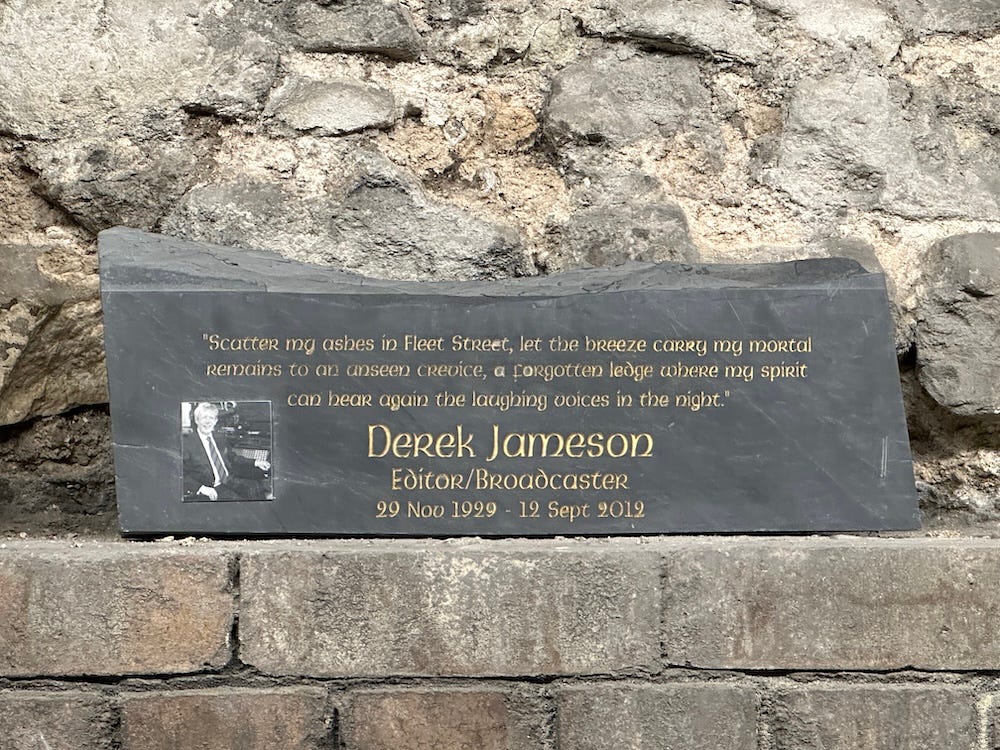 "Scatter my ashes in Fleet Street, let the breeze carry my mortal
remains to an unseen crevice, a forgotten ledge where my spirit
can hear again the laughing voices in the night."
Derek Jameson
Editor/Broadcaster
29 Nov 1929 - 12 Sept 2012